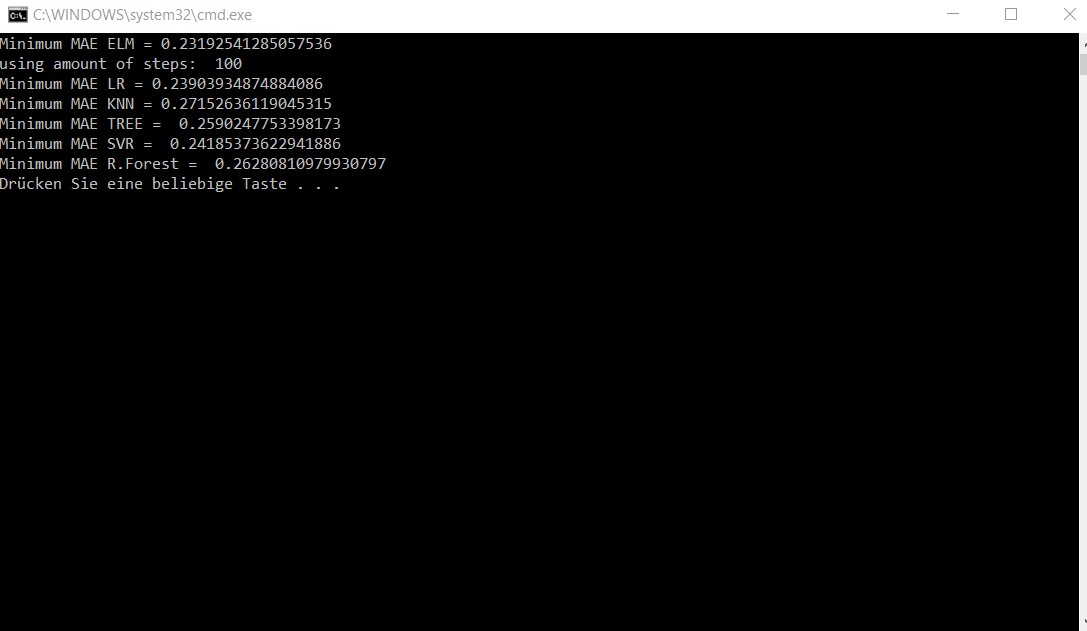 C:\WINDOWS\system32\cmd.exe
Minimum MAE ELM = 0.23192541285057536
using amount of steps:  100
Minimum MAE LR = 0.23903934874884086
Minimum MAE KNN = 0.27152636119045315
Minimum MAE TREE =  0.2590247753398173
Minimum MAE SVR =  0.24185373622941886
Minimum MAE R.Forest =  0.26280810979930797
Drücken Sie eine beliebige Taste . . .